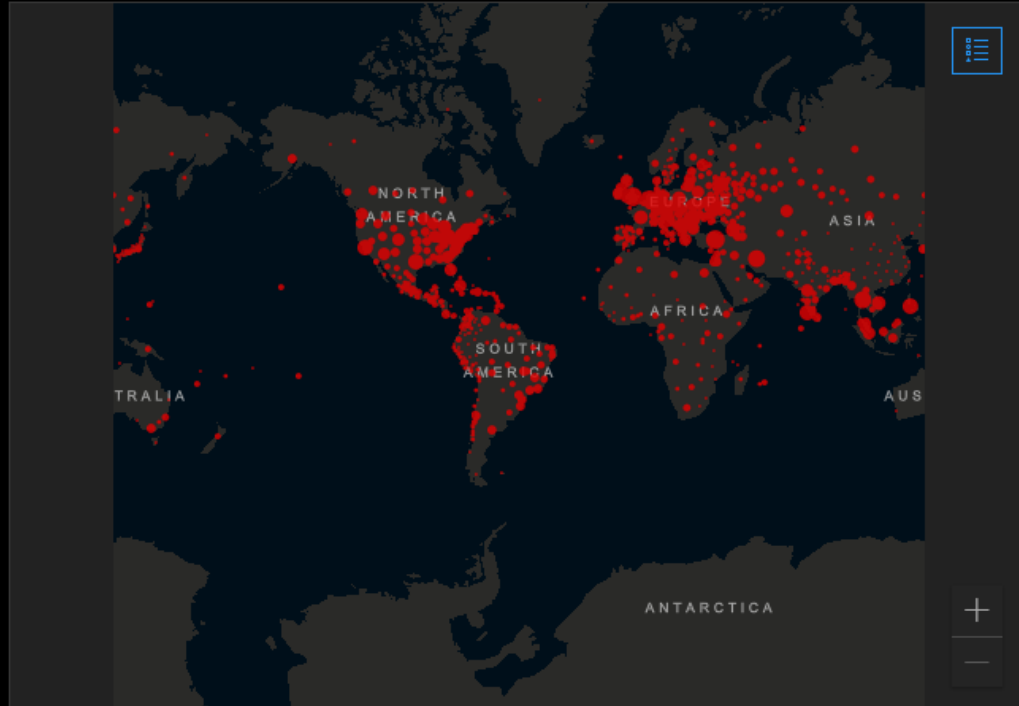 NORTH
AMERICA
EUROPE
ASIA
AFRICA
SOUTH
AMERICA
TRALIA
AUS
ANTARCTICA